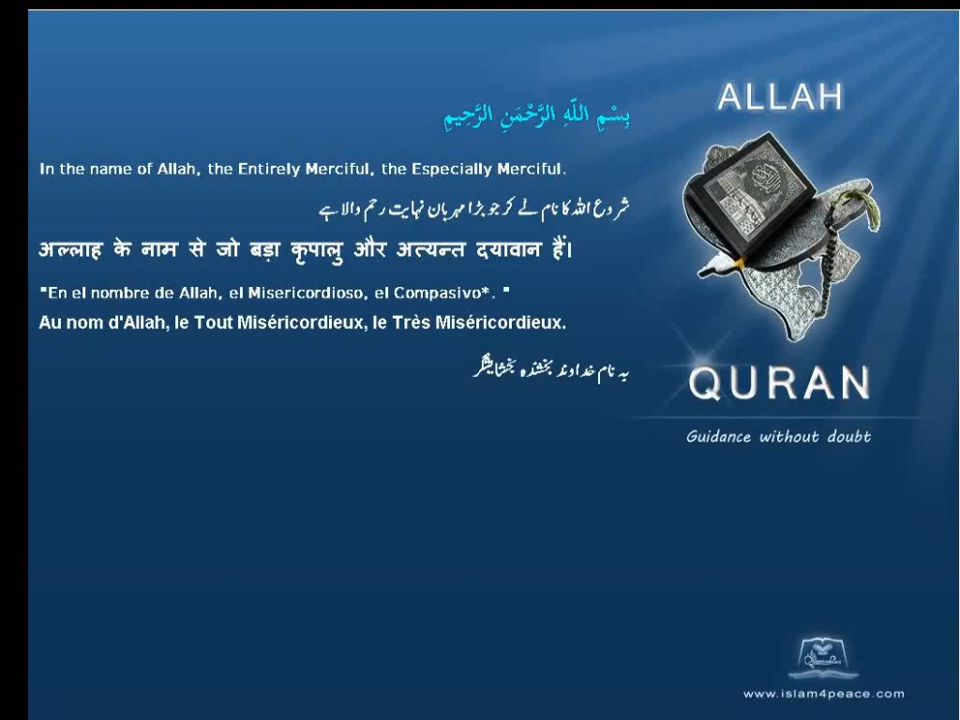 بِسْمِ اللّهِ الرَّحْمَنِ الرَّحِيمِ
In the name of Allah, the Entirely Merciful, the Especially Merciful.
شروع الله کا نام لے کر جو بڑا مہربان نہایت رحم والا ہے
अल्लाह के नाम से जो बड़ा कृपालु और अत्यन्त दयावान हैं।
"En el nombre de Allah, el Misericordioso, el Compasivo*. "
Au nom d'Allah, le Tout Miséricordieux, le Très Miséricordieux.
به نام خداوند بخشنده بخشایشگر
ALLAH
QURAN
Guidance without doubt
www.islam4peace.com